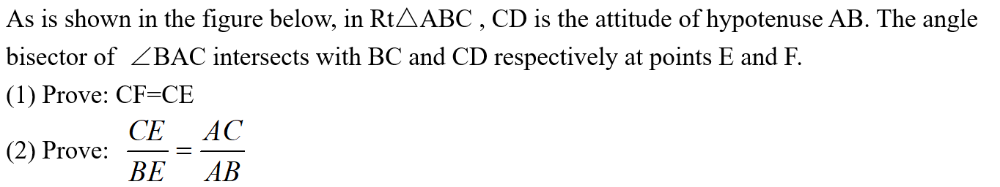 As is shown in the figure below, in Rt△ABC , CD is the attitude of hypotenuse AB. The angle
bisector of ∠BAC intersects with BC and CD respectively at points E and F.
(1) Prove: CF=CE
(2) Prove: CE/BE = AC/AB